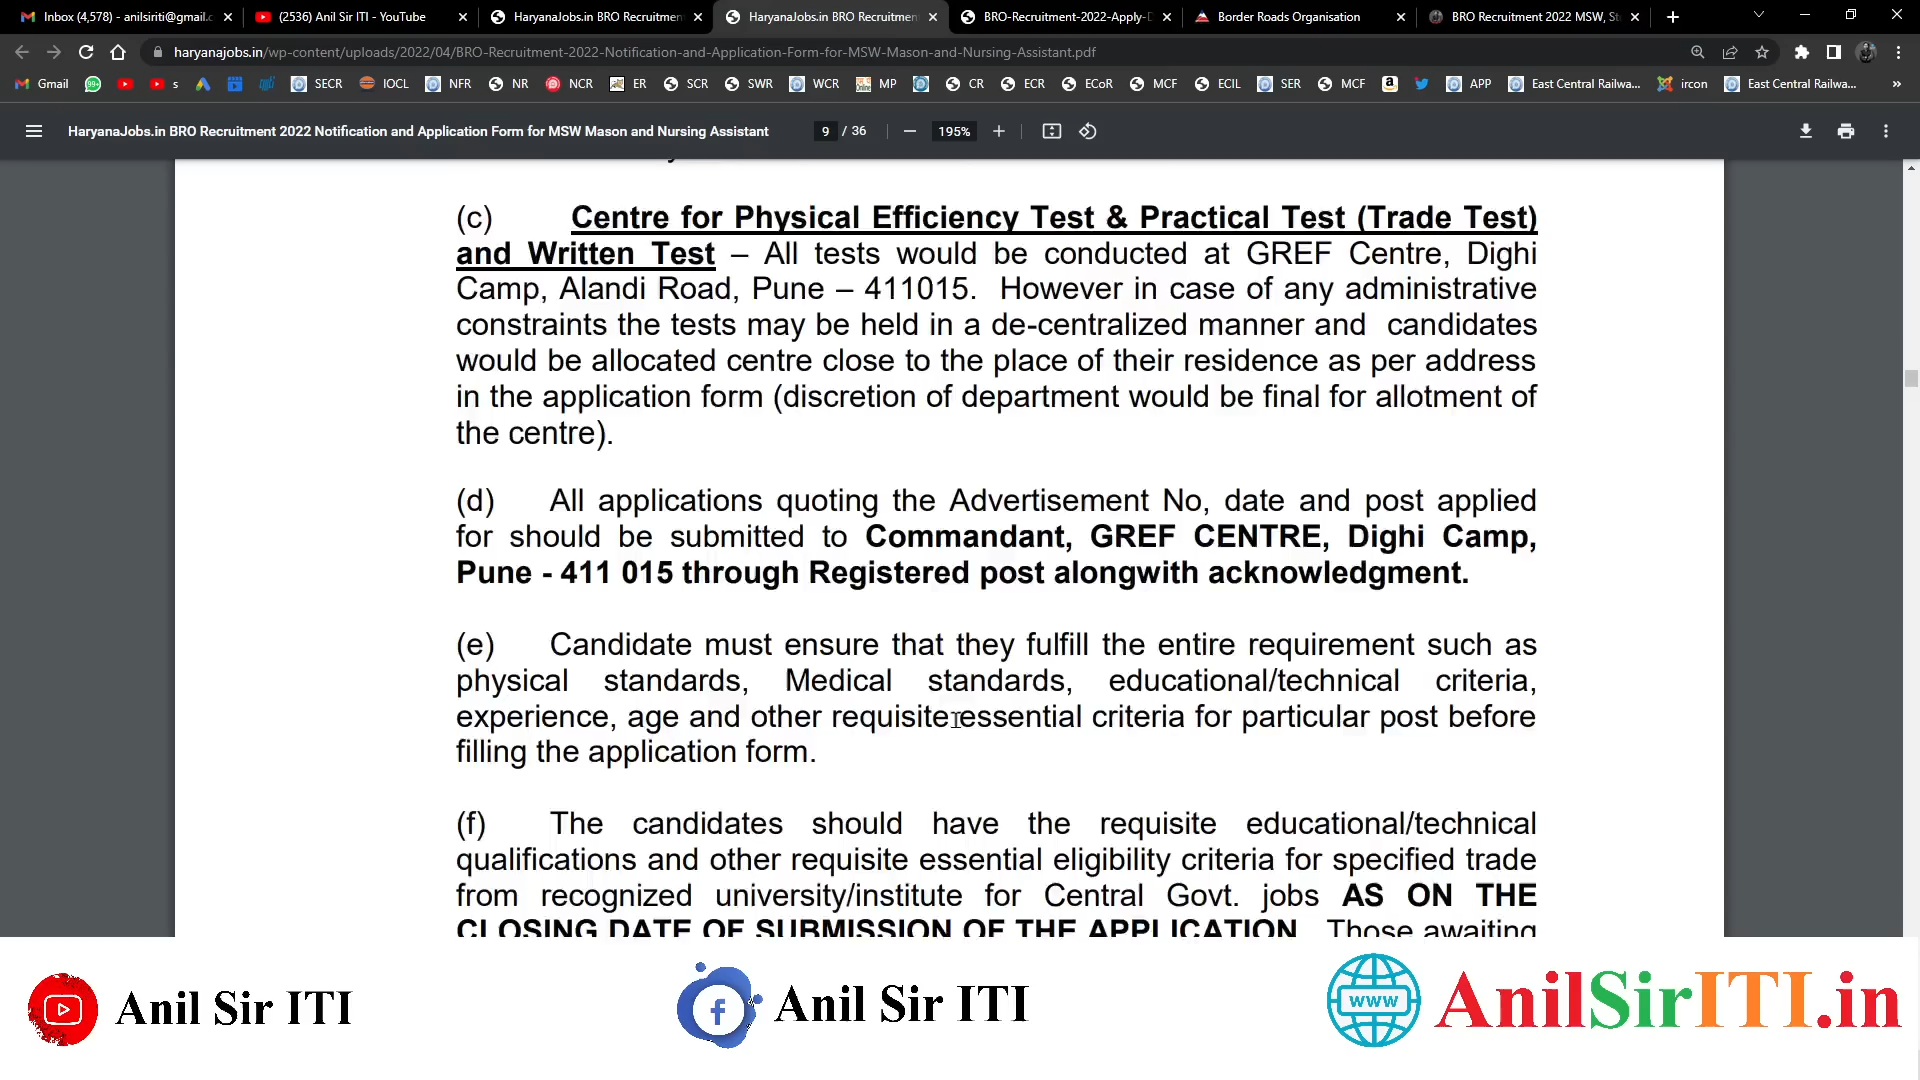 Inbox (4,578) - anilsiriti@gmail.c
(2536) Anil Sir ITI - YouTube
HaryanaJobs.in BRO Recruitmen
HaryanaJobs.in BRO Recruitmen
BRO-Recruitment-2022-Apply-D
Border Roads Organisation
BRO Recruitment 2022 MSW, St
haryanajobs.in/wp-content/uploads/2022/04/BRO-Recruitment-2022-Notification-and-Application-Form-for-MSW-Mason-and-Nursing-Assistant.pdf
Gmail s SECR IOCL NFR NR NCR ER SCR SWR WCR MP CR ECR ECoR MCF ECIL SER MCF APP East Central Railwa... ircon East Central Railwa... »
HaryanaJobs.in BRO Recruitment 2022 Notification and Application Form for MSW Mason and Nursing Assistant 9 / 36 195%
(c) Centre for Physical Efficiency Test & Practical Test (Trade Test)
and Written Test – All tests would be conducted at GREF Centre, Dighi
Camp, Alandi Road, Pune – 411015. However in case of any administrative
constraints the tests may be held in a de-centralized manner and candidates
would be allocated centre close to the place of their residence as per address
in the application form (discretion of department would be final for allotment of
the centre).
(d) All applications quoting the Advertisement No, date and post applied
for should be submitted to Commandant, GREF CENTRE, Dighi Camp,
Pune - 411 015 through Registered post alongwith acknowledgment.
(e) Candidate must ensure that they fulfill the entire requirement such as
physical standards, Medical standards, educational/technical criteria,
experience, age and other requisite essential criteria for particular post before
filling the application form.
(f) The candidates should have the requisite educational/technical
qualifications and other requisite essential eligibility criteria for specified trade
from recognized university/institute for Central Govt. jobs AS ON THE
CLOSING DATE OF SUBMISSION OF THE APPLICATION Those awaiting
Anil Sir ITI
f Anil Sir ITI
www AnilSirITI.in